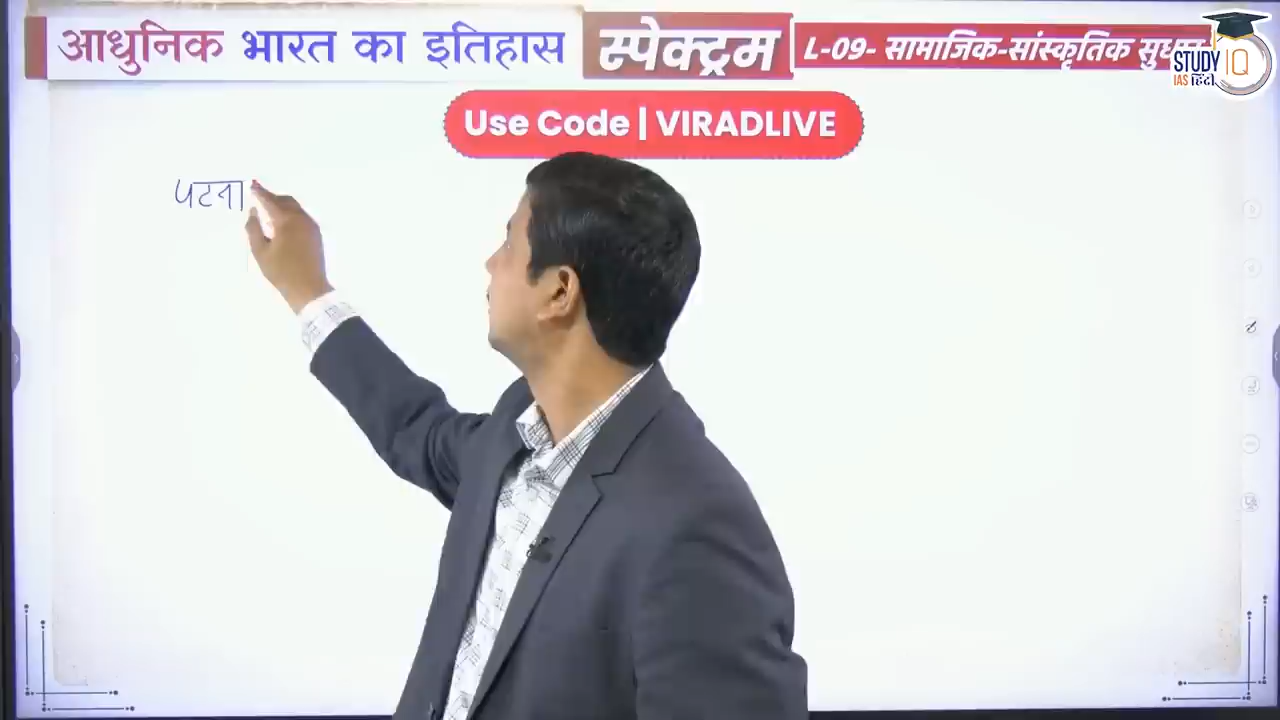 आधुनिक भारत का इतिहास स्पेक्ट्रम L-09- सामाजिक-सांस्कृतिक
STUDY IQ
IAS हिंदी
Use Code | VIRADLIVE
पटना